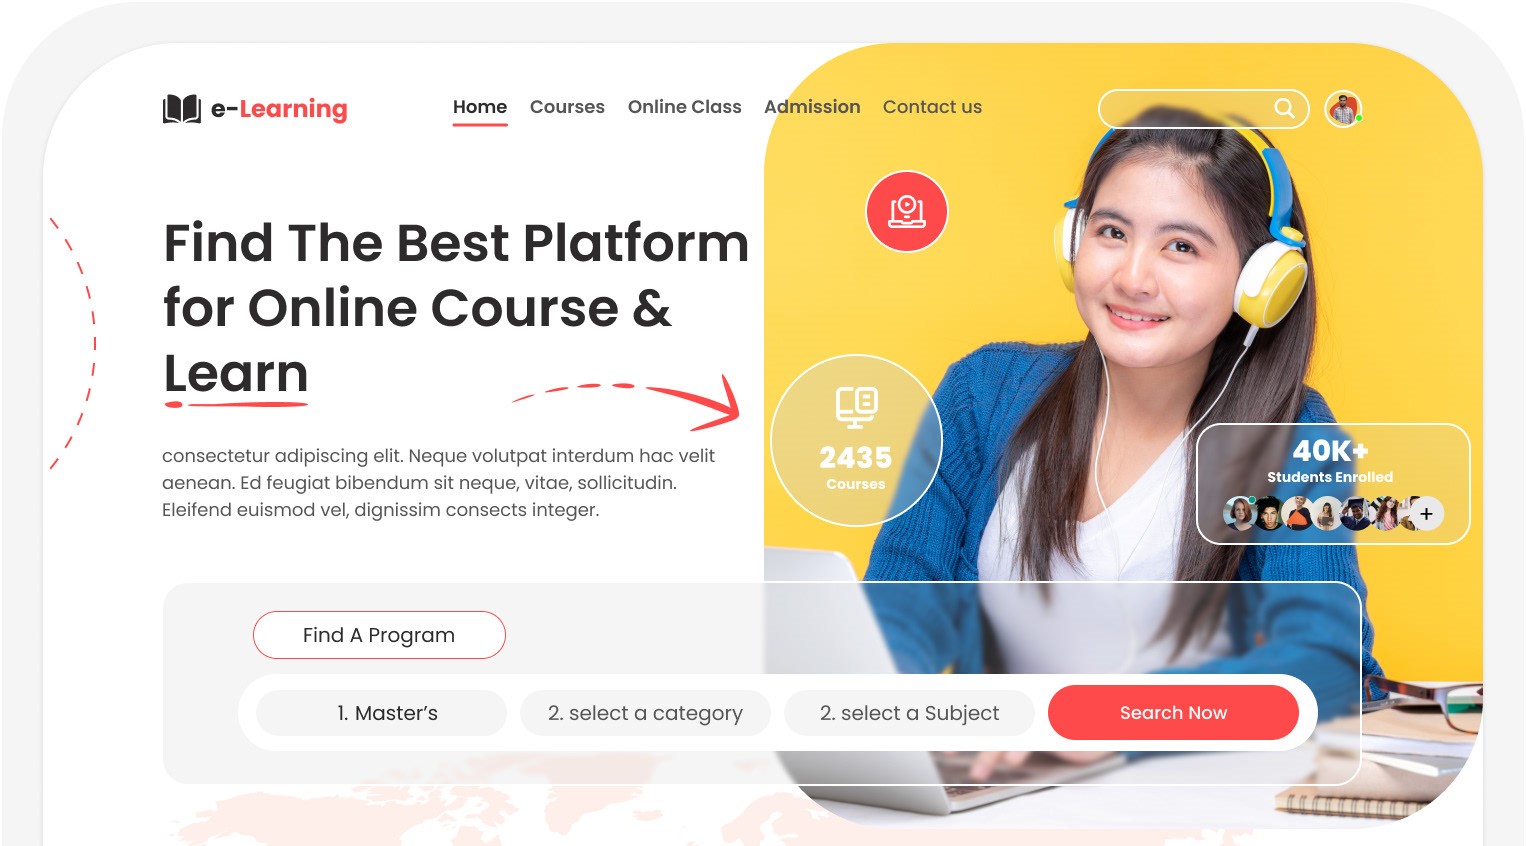 e-Learning
Home Courses Online Class Admission Contact us
Find The Best Platform
for Online Course &
Learn
consectetur adipiscing elit. Neque volutpat interdum hac velit
aenean. Ed feugiat bibendum sit neque, vitae, sollicitudin.
Eleifend euismod vel, dignissim consects integer.
2435
Courses
40K+
Students Enrolled
+
Find A Program
1. Master’s
2. select a category
2. select a Subject
Search Now